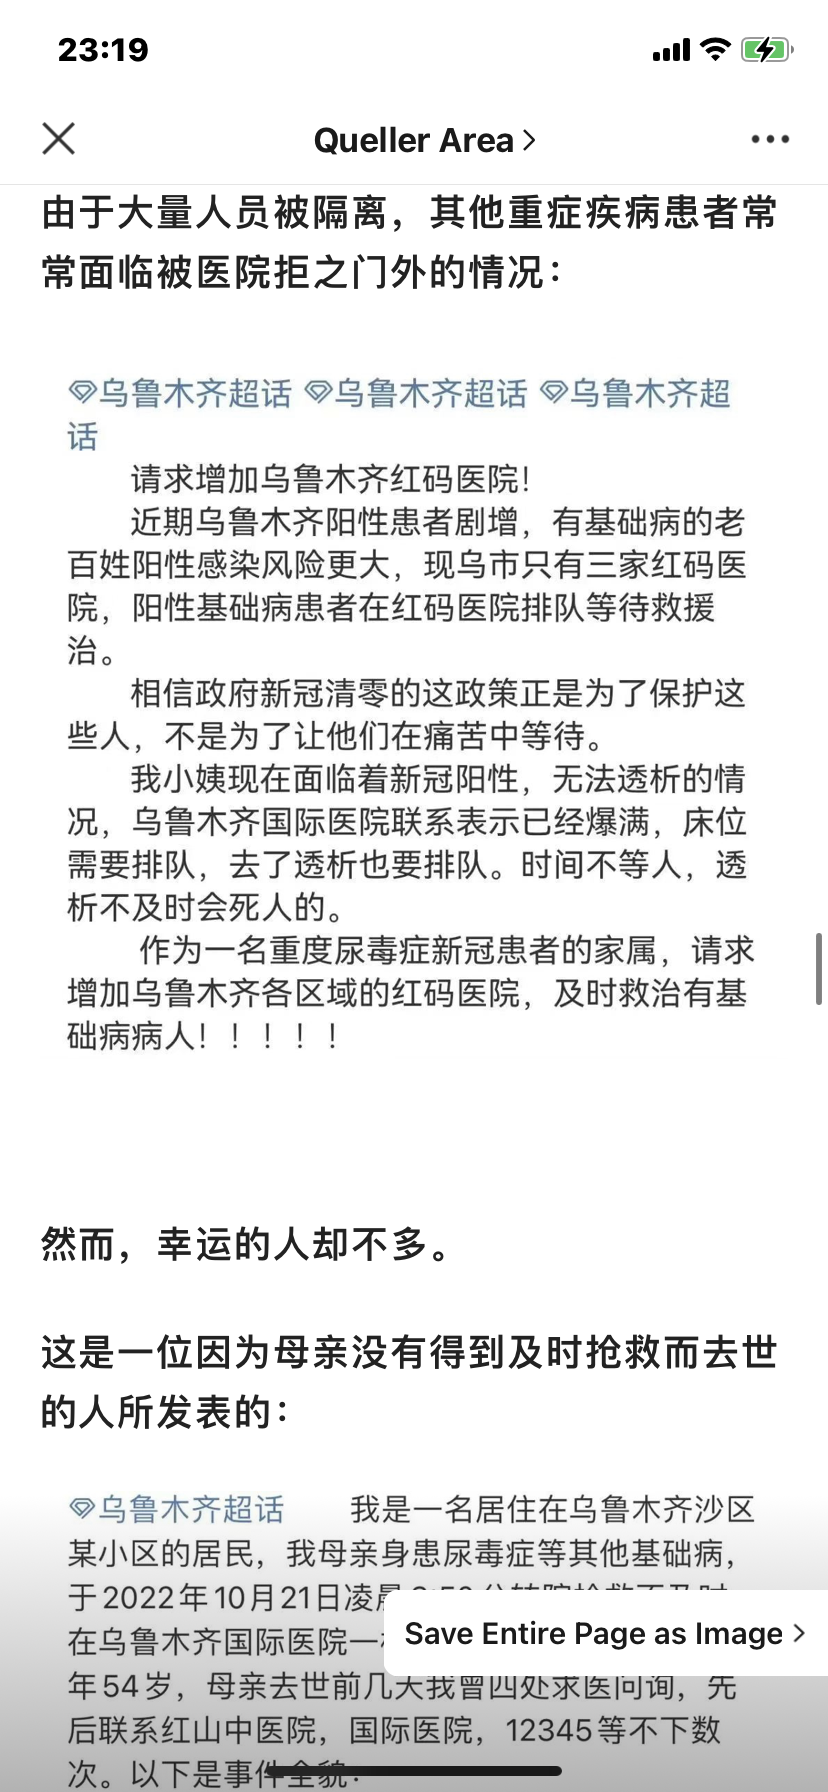 23:19
Queller Area
由于大量人员被隔离，其他重症疾病患者常
常面临被医院拒之门外的情况：
乌鲁木齐超话 乌鲁木齐超话 乌鲁木齐超
话
请求增加乌鲁木齐红码医院！
近期乌鲁木齐阳性患者剧增，有基础病的老
百姓阳性感染风险更大，现乌市只有三家红码医
院，阳性基础病患者在红码医院排队等待救援
治。
相信政府新冠清零的这政策正是为了保护这
些人，不是为了让他们在痛苦中等待。
我小姨现在面临着新冠阳性，无法透析的情
况，乌鲁木齐国际医院联系表示已经爆满，床位
需要排队，去了透析也要排队。时间不等人，透
析不及时会死人的。
作为一名重度尿毒症新冠患者的家属，请求
增加乌鲁木齐各区域的红码医院，及时救治有基
础病病人！！！！！
然而，幸运的人却不多。
这是一位因为母亲没有得到及时抢救而去世
的人所发表的：
乌鲁木齐超话 我是一名居住在乌鲁木齐沙区
某小区的居民，我母亲身患尿毒症等其他基础病，
于2022年10月21日凌晨
在乌鲁木齐国际医院一
Save Entire Page as Image
年54岁，母亲去世前几天我曾四处求医问询，先
后联系红山中医院，国际医院，12345等不下数
次。以下是事件全貌：